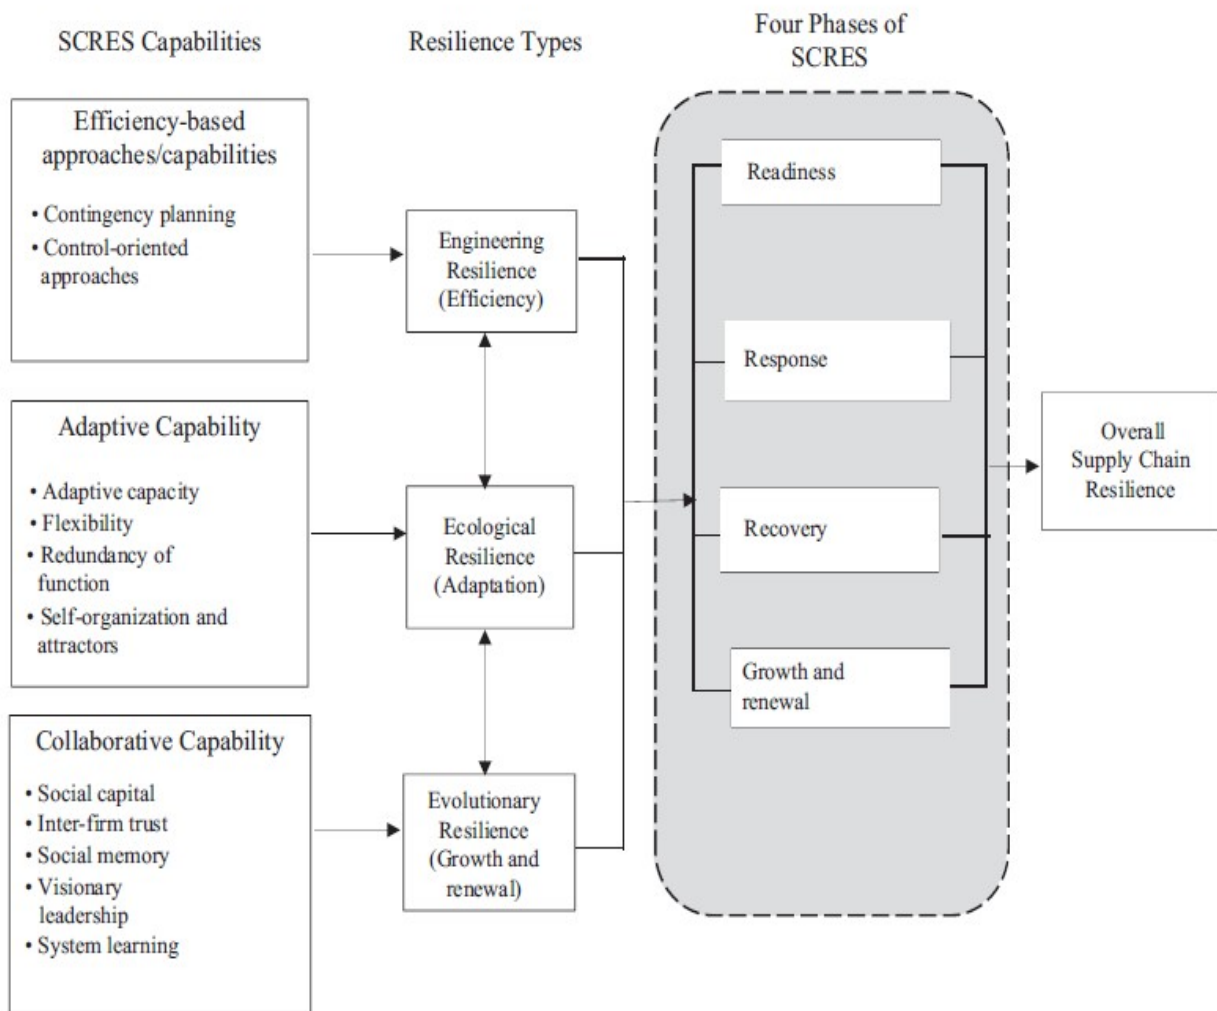 SCRES Capabilities
Resilience Types
Four Phases of
SCRES
Efficiency-based
approaches/capabilities
• Contingency planning
• Control-oriented
approaches
Adaptive Capability
• Adaptive capacity
• Flexibility
• Redundancy of
function
• Self-organization and
attractors
Collaborative Capability
• Social capital
• Inter-firm trust
• Social memory
• Visionary
leadership
• System learning
Engineering
Resilience
(Efficiency)
Ecological
Resilience
(Adaptation)
Evolutionary
Resilience
(Growth and
renewal)
Readiness
Response
Recovery
Growth and
renewal
Overall
Supply Chain
Resilience